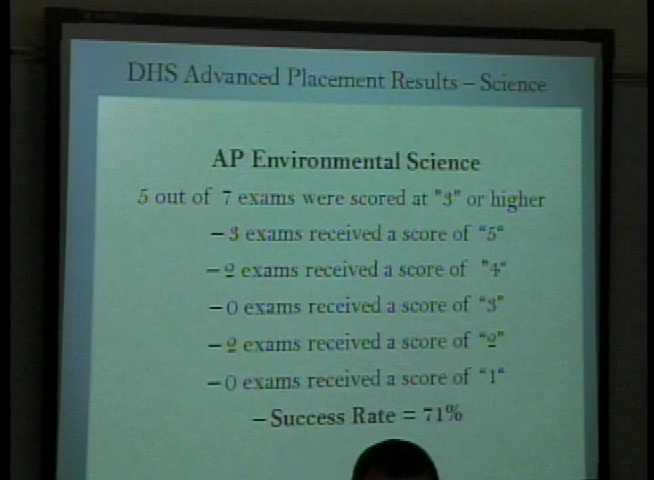 DHS Advanced Placement Results – Science
AP Environmental Science
5 out of 7 exams were scored at "3" or higher
– 3 exams received a score of "5"
– 2 exams received a score of "4"
– 0 exams received a score of "3"
– 2 exams received a score of "2"
– 0 exams received a score of "1"
– Success Rate = 71%